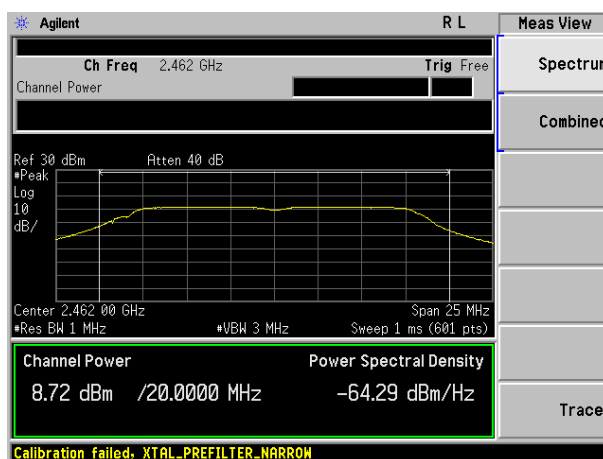 Agilent R L Meas View
Ch Freq 2.462 GHz Trig Free
Channel Power
Spectrum
Combined
Ref 30 dBm Atten 40 dB
#Peak
Log
10
dB/
Center 2.462 00 GHz Span 25 MHz
#Res BW 1 MHz #VBW 3 MHz Sweep 1 ms (601 pts)
Channel Power Power Spectral Density
8.72 dBm /20.0000 MHz -64.29 dBm/Hz
Trace
Calibration failed, XTAL_PREFILTER_NARROW